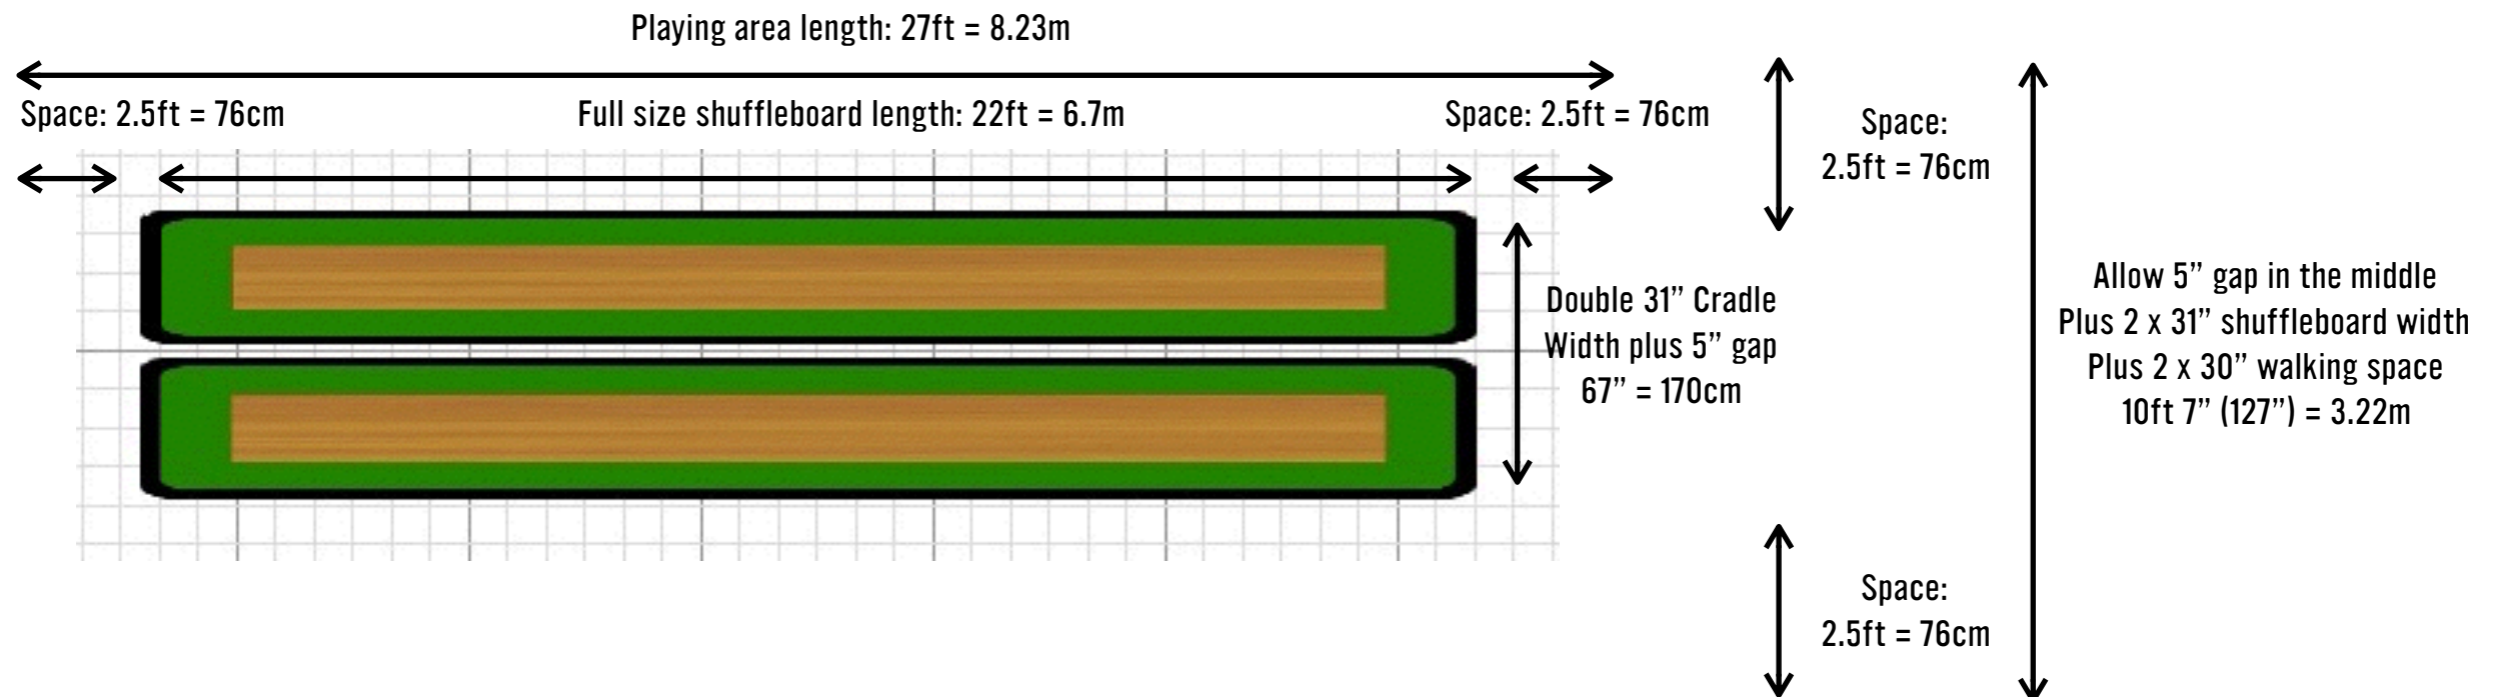 Playing area length: 27ft = 8.23m
Space: 2.5ft = 76cm
Full size shuffleboard length: 22ft = 6.7m
Space: 2.5ft = 76cm
Space:
2.5ft = 76cm
Double 31” Cradle
Width plus 5” gap
67” = 170cm
Allow 5” gap in the middle
Plus 2 x 31” shuffleboard width
Plus 2 x 30” walking space
10ft 7” (127”) = 3.22m
Space:
2.5ft = 76cm